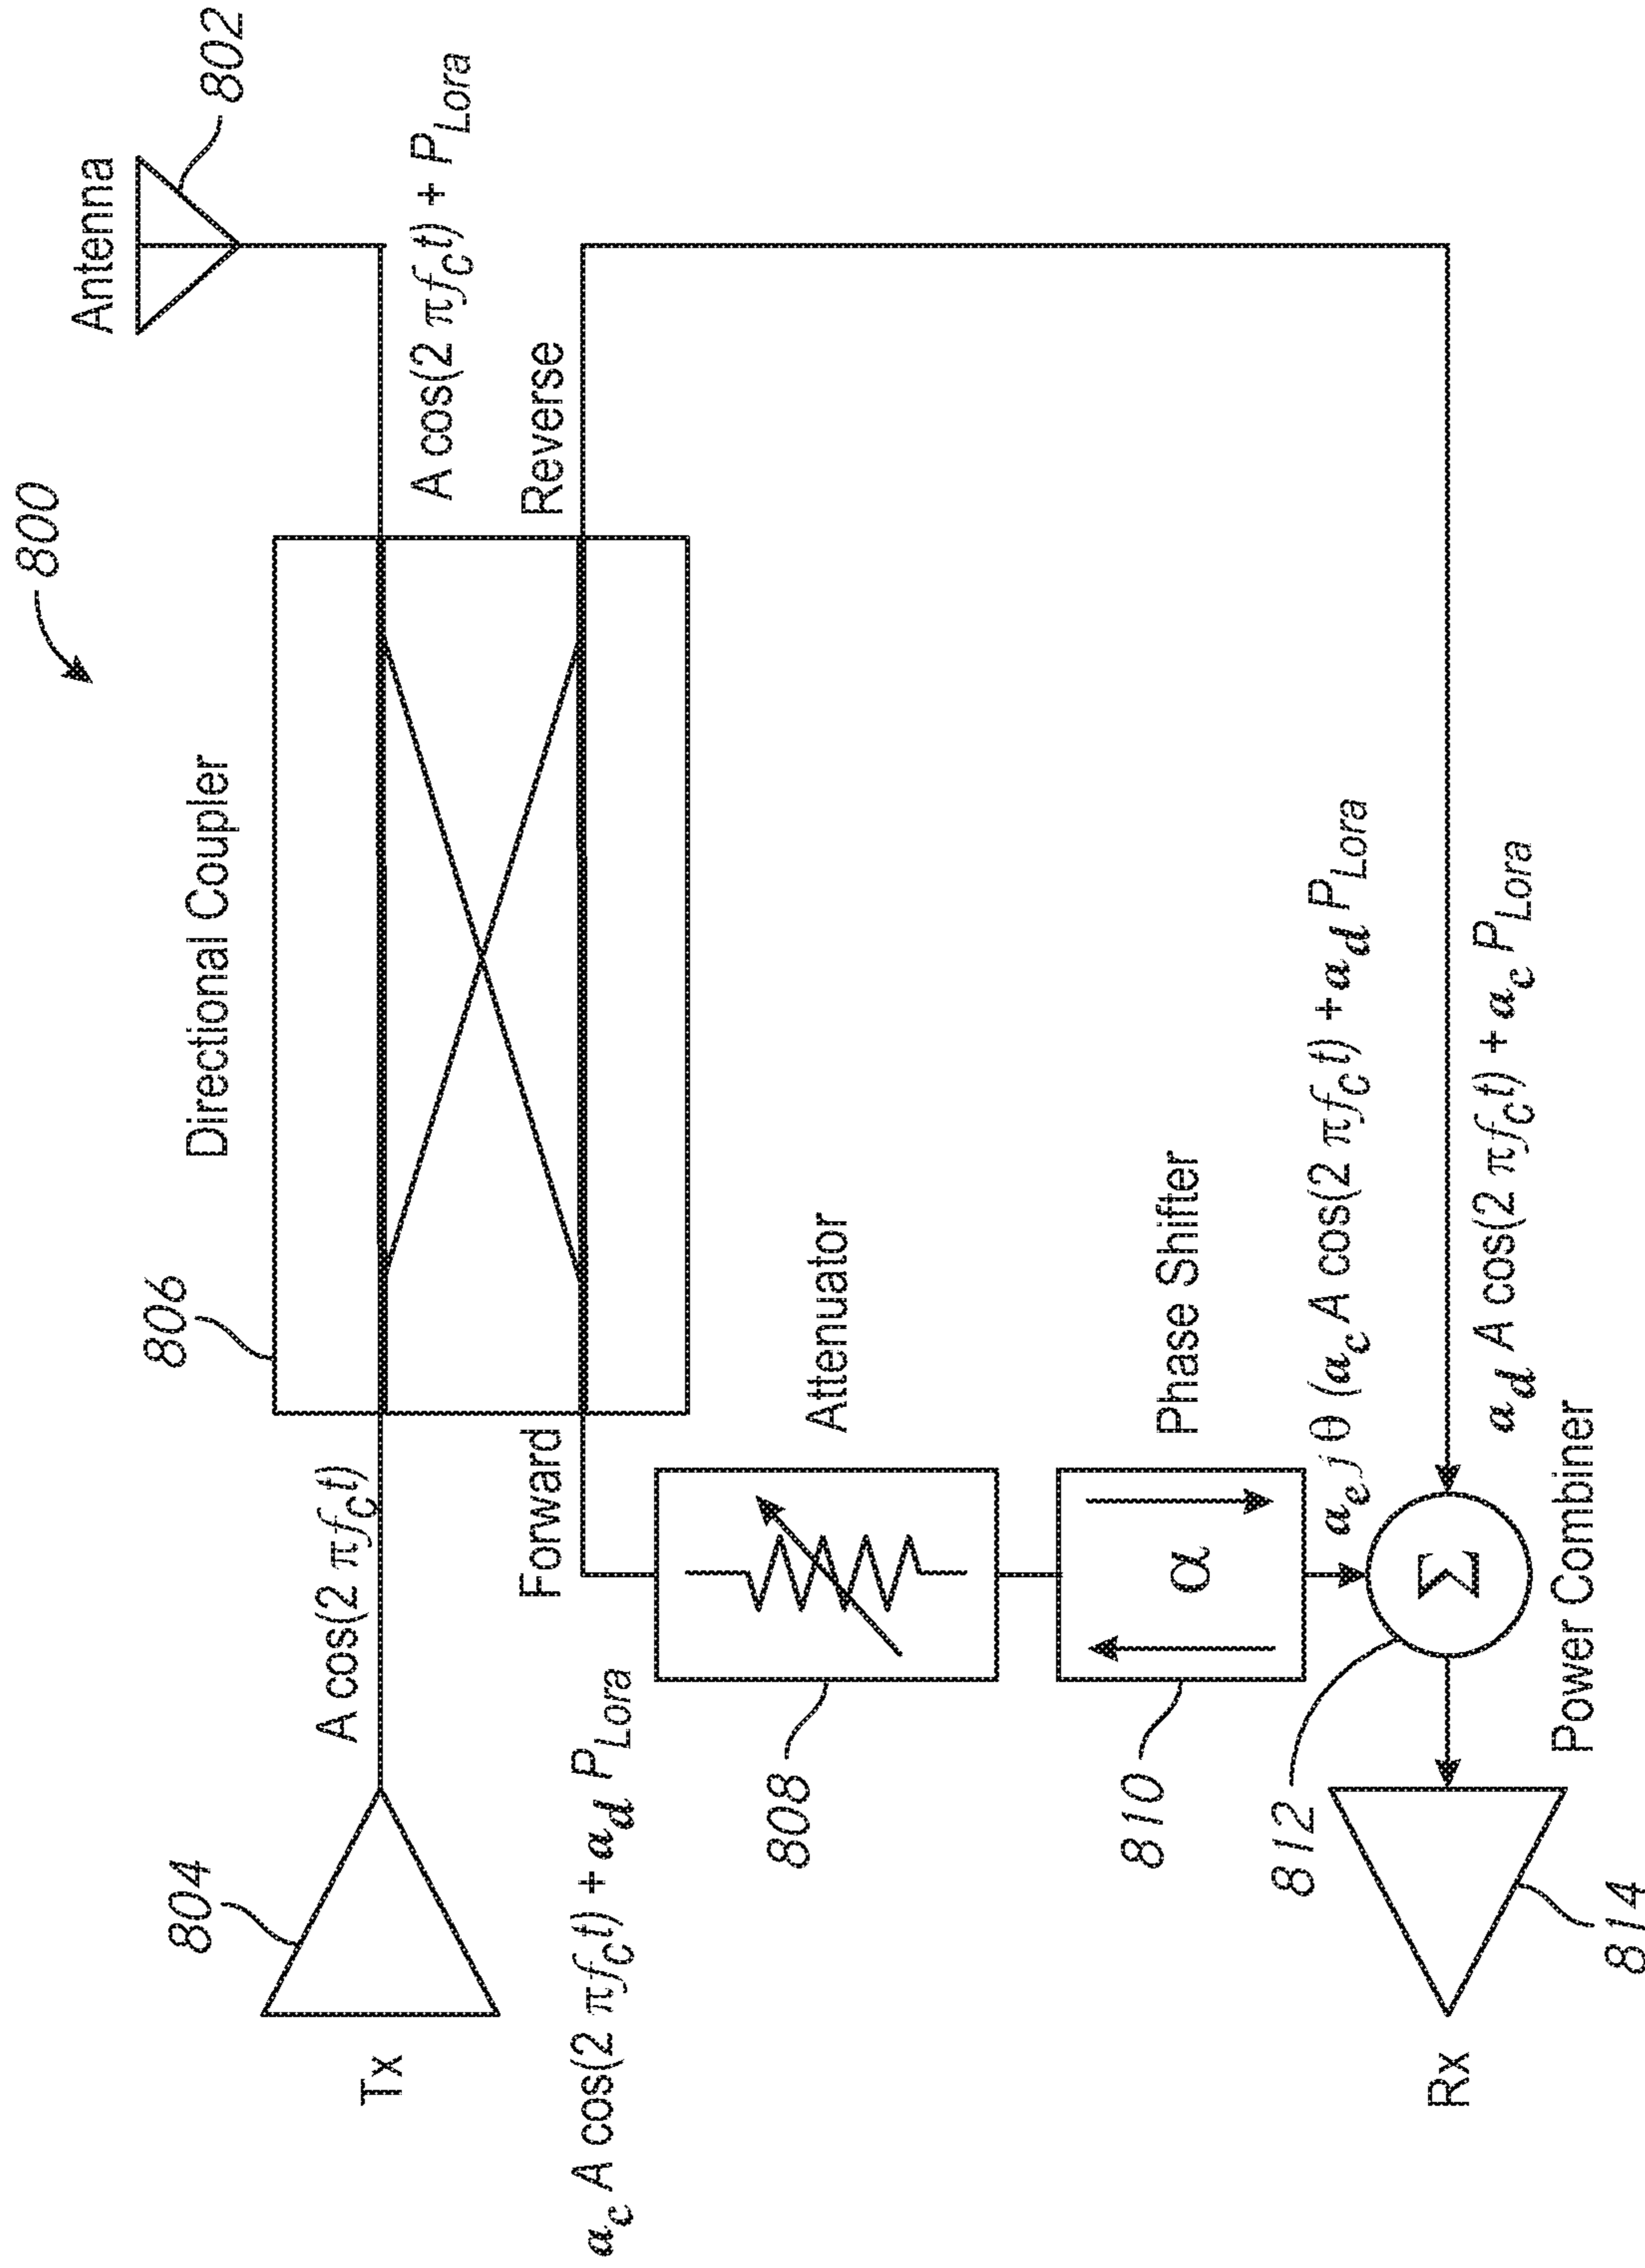 800
Antenna
802
Directional Coupler
806
804
Tx
A cos(2 πf_c t)
A cos(2 πf_c t) + P_Lora
Forward
Reverse
α_c A cos(2 πf_c t) + α_d P_Lora
Attenuator
808
Phase Shifter
α
810
α_e j θ (α_c A cos(2 πf_c t) + α_d P_Lora
812
Σ
α_d A cos(2 πf_c t) + α_c P_Lora
Power Combiner
Rx
814